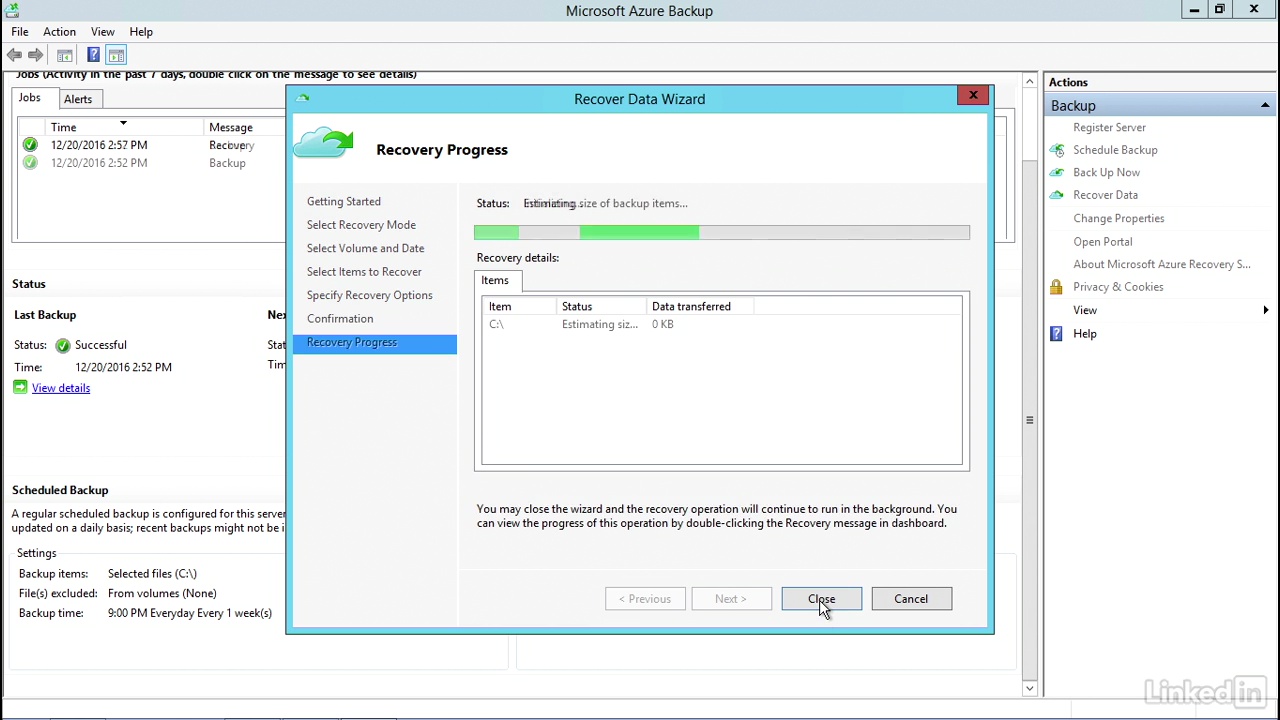 Microsoft Azure Backup
File Action View Help
Jobs (Activity in the past 7 days, double click on the message to see details)
Jobs Alerts
Time Message
12/20/2016 2:57 PM Recovery
12/20/2016 2:52 PM Backup
Status
Last Backup
Status: Successful
Time: 12/20/2016 2:52 PM
View details
Scheduled Backup
A regular scheduled backup is configured for this server
updated on a daily basis; recent backups might not be i
Settings
Backup items: Selected files (C:\)
File(s) excluded: From volumes (None)
Backup time: 9:00 PM Everyday Every 1 week(s)
Recover Data Wizard
Recovery Progress
Getting Started
Select Recovery Mode
Select Volume and Date
Select Items to Recover
Specify Recovery Options
Confirmation
Recovery Progress
Status: Estimating size of backup items...
Recovery details:
Items
Item Status Data transferred
C:\ Estimating siz... 0 KB
You may close the wizard and the recovery operation will continue to run in the background. You
can view the progress of this operation by double-clicking the Recovery message in dashboard.
< Previous Next > Close Cancel
Actions
Backup
Register Server
Schedule Backup
Back Up Now
Recover Data
Change Properties
Open Portal
About Microsoft Azure Recovery S...
Privacy & Cookies
View
Help
Linked in